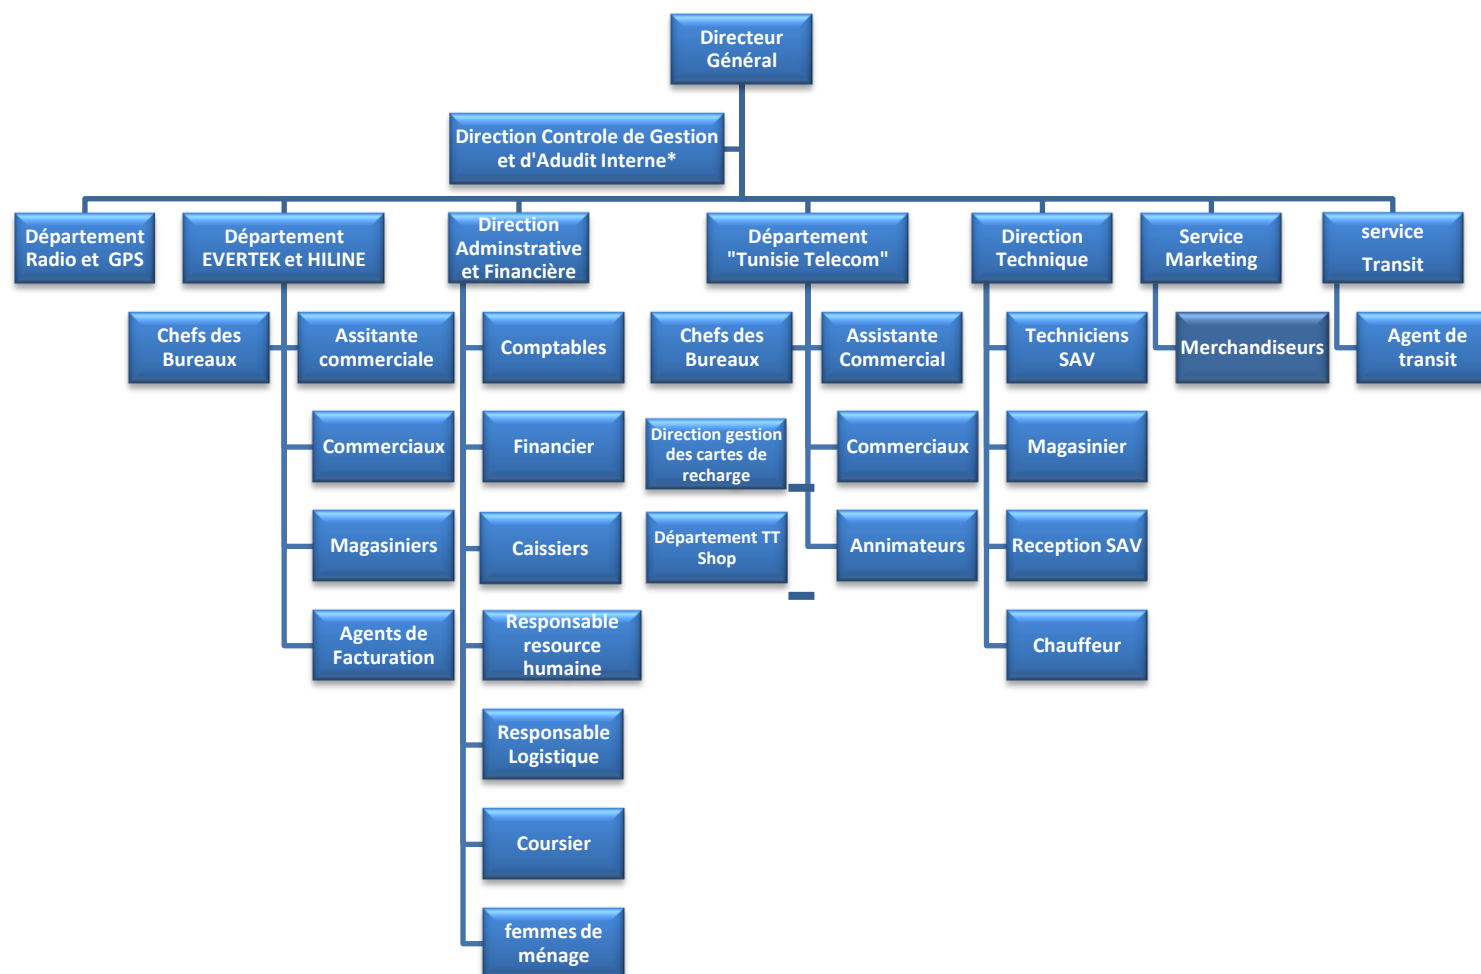 Directeur
Général
Direction Controle de Gestion
et d'Adudit Interne*
Département
Radio et GPS
Département
EVERTEK et HILINE
Direction
Adminstrative
et Financière
Département
"Tunisie Telecom"
Direction
Technique
Service
Marketing
service
Transit
Chefs des
Bureaux
Assitante
commerciale
Comptables
Chefs des
Bureaux
Assistante
Commercial
Techniciens
SAV
Merchandiseurs
Agent de
transit
Commerciaux
Financier
Direction gestion
des cartes de
recharge
Commerciaux
Magasinier
Magasiniers
Caissiers
Département TT
Shop
Annimateurs
Reception SAV
Agents de
Facturation
Responsable
resource
humaine
Chauffeur
Responsable
Logistique
Coursier
femmes de
ménage